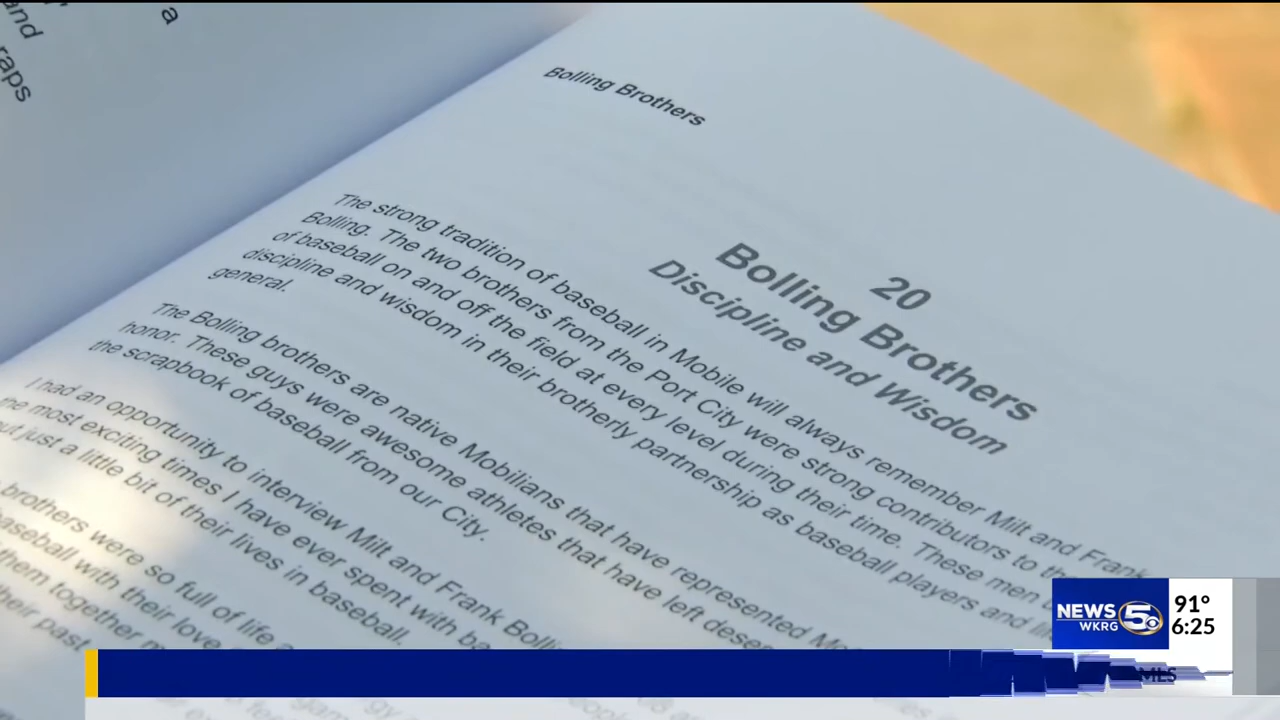 and
raps
a
Bolling Brothers
20
Bolling Brothers
Discipline and Wisdom
The strong tradition of baseball in Mobile will always remember Milt and Frank
Bolling. The two brothers from the Port City were strong contributors to the
of baseball on and off the field at every level during their time. These men
discipline and wisdom in their brotherly partnership as baseball players and
general.
The Bolling brothers are native Mobilians that have represented
honor. These guys were awesome athletes that have left
the scrapbook of baseball from our City.
I had an opportunity to interview Milt and Frank
the most exciting times I have ever spent with
but just a little bit of their lives in baseball.
brothers were so full of life
baseball with their love
them together
their past
NEWS 5
WKRG
91°
6:25